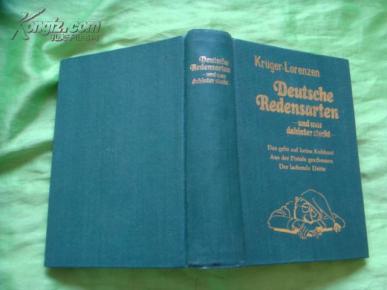 Kongfz.com
Deutsche
Redensarten
und was
dahinter steckt
Krüger-Lorenzen
Deutsche
Redensarten
—und was
dahinter steckt—
Das geht auf keine Kuhhaut
Aus der Pistole geschossen
Der lachende Dritte